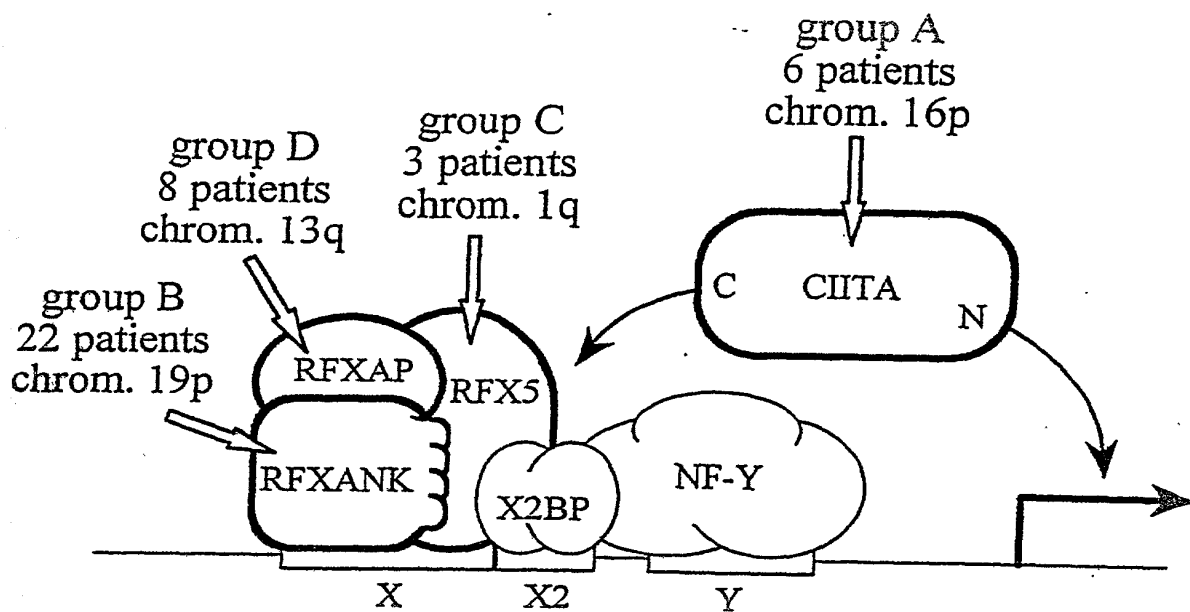 group A
6 patients
chrom. 16p
group C
3 patients
chrom. 1q
group D
8 patients
chrom. 13q
group B
22 patients
chrom. 19p
C
CIITA
N
RFXAP
RFX5
RFXANK
X2BP
NF-Y
X
X2
Y